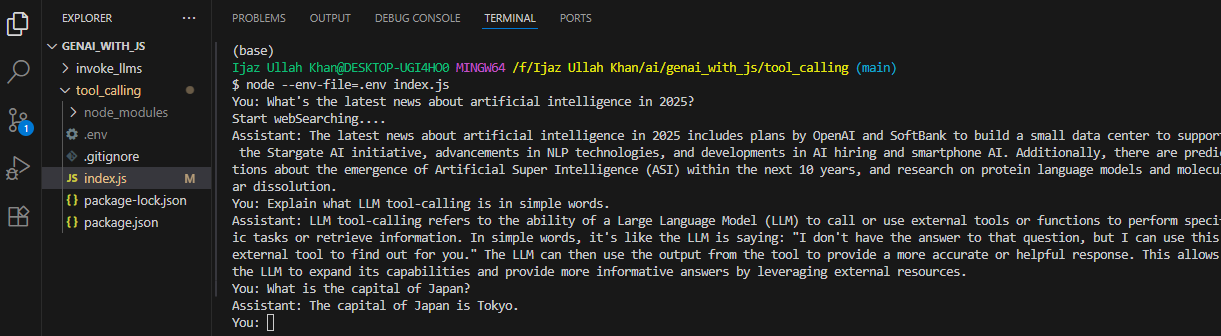 EXPLORER ...
GENAI_WITH_JS
invoke_llms
tool_calling
node_modules
.env
.gitignore
JS index.js M
{} package-lock.json
{} package.json
1
PROBLEMS OUTPUT DEBUG CONSOLE TERMINAL PORTS
(base)
Ijaz Ullah Khan@DESKTOP-UGI4HO0 MINGW64 /f/Ijaz Ullah Khan/ai/genai_with_js/tool_calling (main)
$ node --env-file=.env index.js
You: What's the latest news about artificial intelligence in 2025?
Start webSearching....
Assistant: The latest news about artificial intelligence in 2025 includes plans by OpenAI and SoftBank to build a small data center to support
the Stargate AI initiative, advancements in NLP technologies, and developments in AI hiring and smartphone AI. Additionally, there are predic
tions about the emergence of Artificial Super Intelligence (ASI) within the next 10 years, and research on protein language models and molecul
ar dissolution.
You: Explain what LLM tool-calling is in simple words.
Assistant: LLM tool-calling refers to the ability of a Large Language Model (LLM) to call or use external tools or functions to perform specif
ic tasks or retrieve information. In simple words, it's like the LLM is saying: "I don't have the answer to that question, but I can use this
external tool to find out for you." The LLM can then use the output from the tool to provide a more accurate or helpful response. This allows
the LLM to expand its capabilities and provide more informative answers by leveraging external resources.
You: What is the capital of Japan?
Assistant: The capital of Japan is Tokyo.
You: